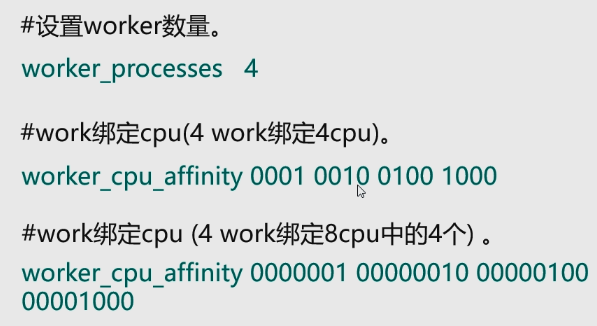 #设置worker数量。
worker_processes   4
#work绑定cpu(4 work绑定4cpu)。
worker_cpu_affinity 0001 0010 0100 1000
#work绑定cpu (4 work绑定8cpu中的4个) 。
worker_cpu_affinity 0000001 00000010 00000100
00001000